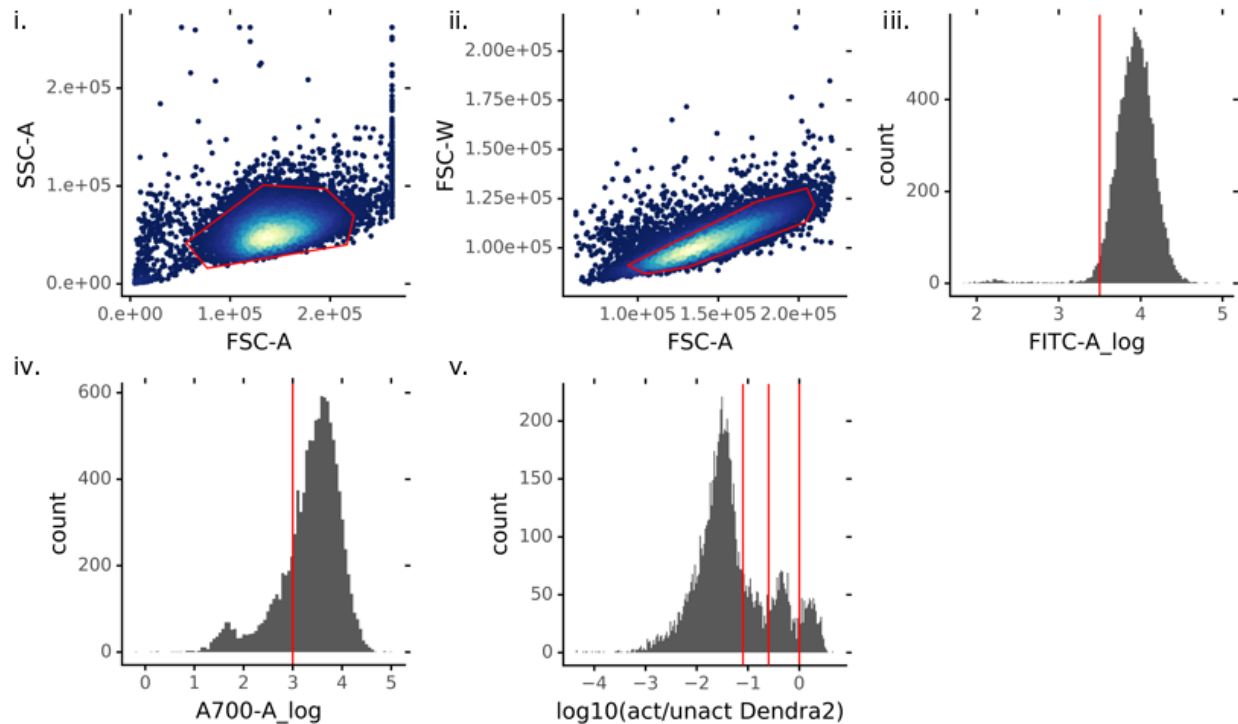 i.
SSC-A
2.e+05
1.e+05
0.e+00
0.e+00 1.e+05 2.e+05
FSC-A
ii.
FSC-W
2.00e+05
1.75e+05
1.50e+05
1.25e+05
1.00e+05
1.0e+05 1.5e+05 2.0e+05
FSC-A
iii.
count
400
200
0
2 3 4 5
FITC-A_log
iv.
count
600
400
200
0
0 1 2 3 4 5
A700-A_log
v.
count
200
150
100
50
0
−4 −3 −2 −1 0
log10(act/unact Dendra2)